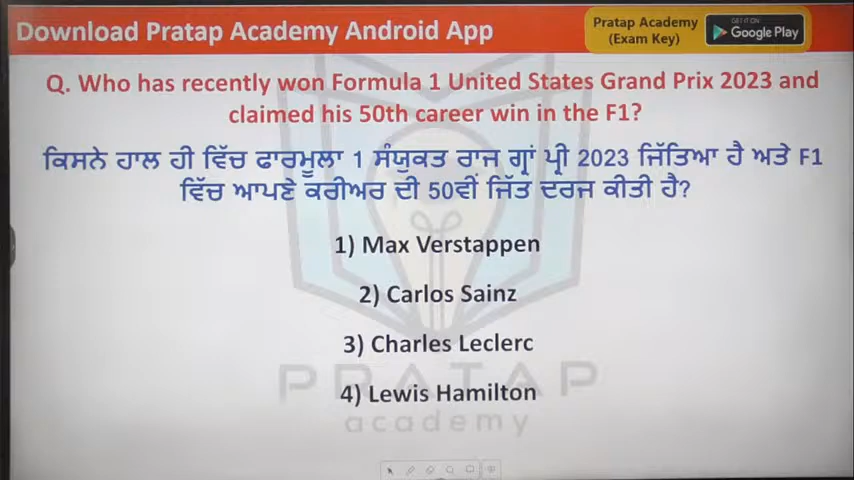 Download Pratap Academy Android App
Pratap Academy
(Exam Key)
GET IT ON
Google Play
Q. Who has recently won Formula 1 United States Grand Prix 2023 and
claimed his 50th career win in the F1?
ਕਿਸਨੇ ਹਾਲ ਹੀ ਵਿੱਚ ਫਾਰਮੂਲਾ 1 ਸੰਯੁਕਤ ਰਾਜ ਗ੍ਰਾਂ ਪ੍ਰੀ 2023 ਜਿੱਤਿਆ ਹੈ ਅਤੇ F1
ਵਿੱਚ ਆਪਣੇ ਕਰੀਅਰ ਦੀ 50ਵੀਂ ਜਿੱਤ ਦਰਜ ਕੀਤੀ ਹੈ?
1) Max Verstappen
2) Carlos Sainz
3) Charles Leclerc
4) Lewis Hamilton
PRATAP
academy